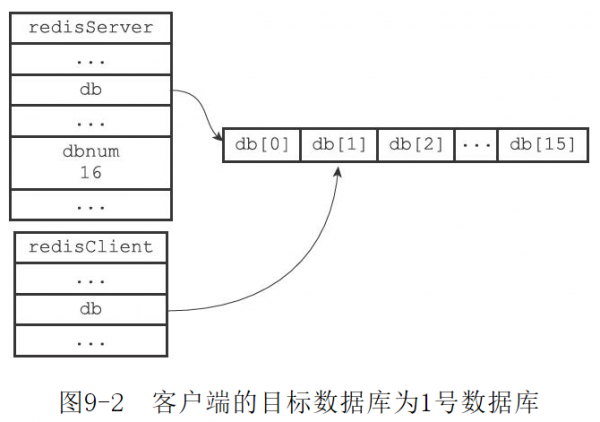 redisServer
...
db
...
dbnum
16
...
db[0] db[1] db[2] ... db[15]
redisClient
...
db
...
图9-2 客户端的目标数据库为1号数据库